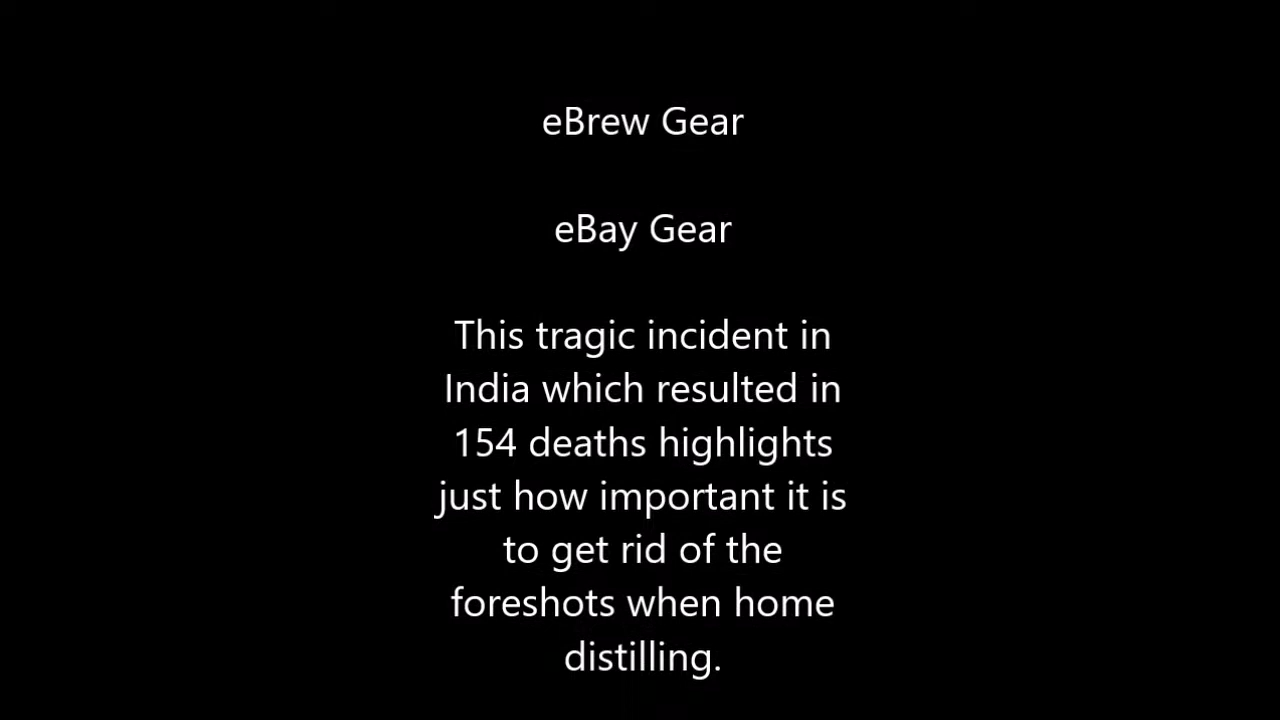 eBrew Gear
eBay Gear
This tragic incident in
India which resulted in
154 deaths highlights
just how important it is
to get rid of the
foreshots when home
distilling.